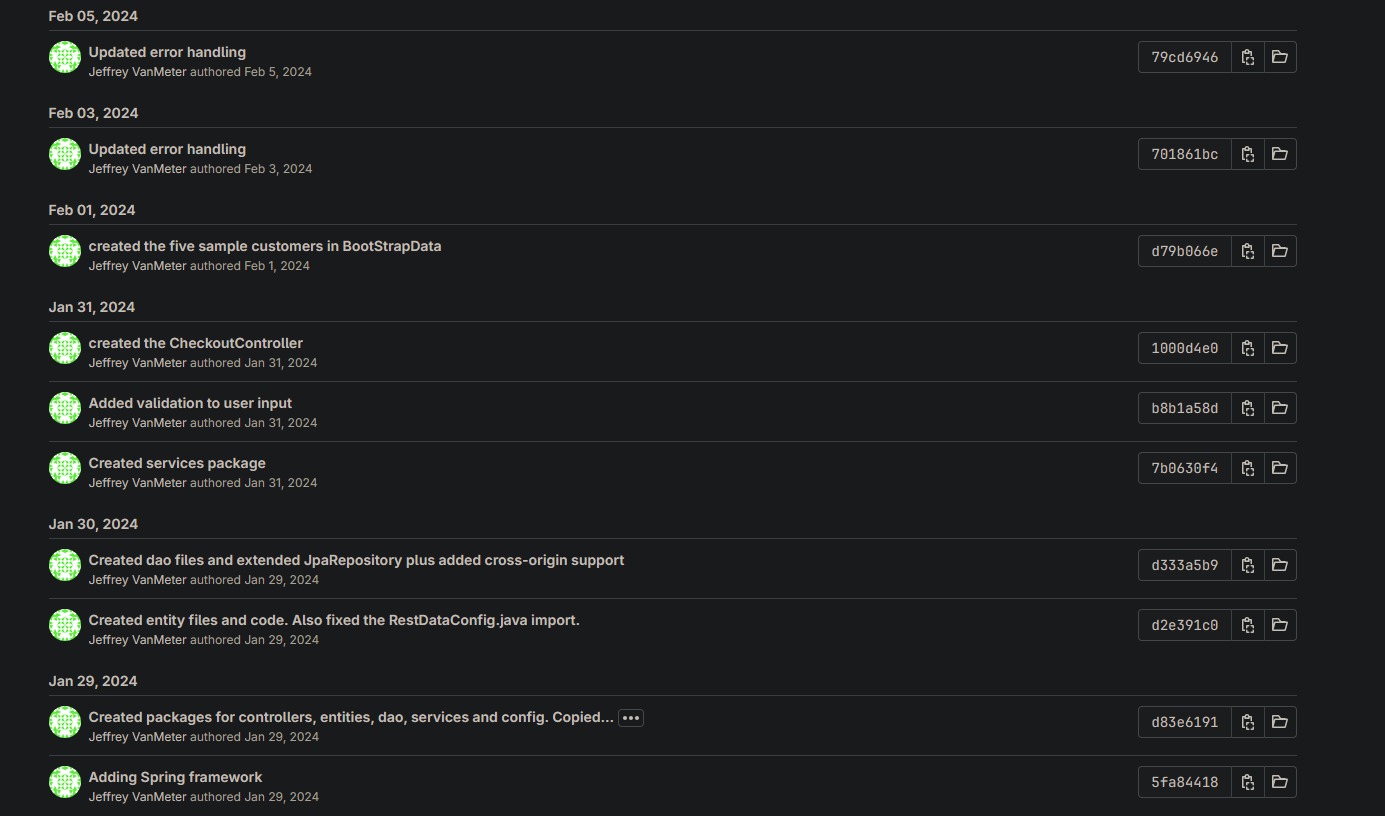 Feb 05, 2024
Updated error handling
79cd6946
Jeffrey VanMeter authored Feb 5, 2024
Feb 03, 2024
Updated error handling
701861bc
Jeffrey VanMeter authored Feb 3, 2024
Feb 01, 2024
created the five sample customers in BootStrapData
d79b066e
Jeffrey VanMeter authored Feb 1, 2024
Jan 31, 2024
created the CheckoutController
1000d4e0
Jeffrey VanMeter authored Jan 31, 2024
Added validation to user input
b8b1a58d
Jeffrey VanMeter authored Jan 31, 2024
Created services package
7b0630f4
Jeffrey VanMeter authored Jan 31, 2024
Jan 30, 2024
Created dao files and extended JpaRepository plus added cross-origin support
d333a5b9
Jeffrey VanMeter authored Jan 29, 2024
Created entity files and code. Also fixed the RestDataConfig.java import.
d2e391c0
Jeffrey VanMeter authored Jan 29, 2024
Jan 29, 2024
Created packages for controllers, entities, dao, services and config. Copied...
d83e6191
Jeffrey VanMeter authored Jan 29, 2024
Adding Spring framework
5fa84418
Jeffrey VanMeter authored Jan 29, 2024